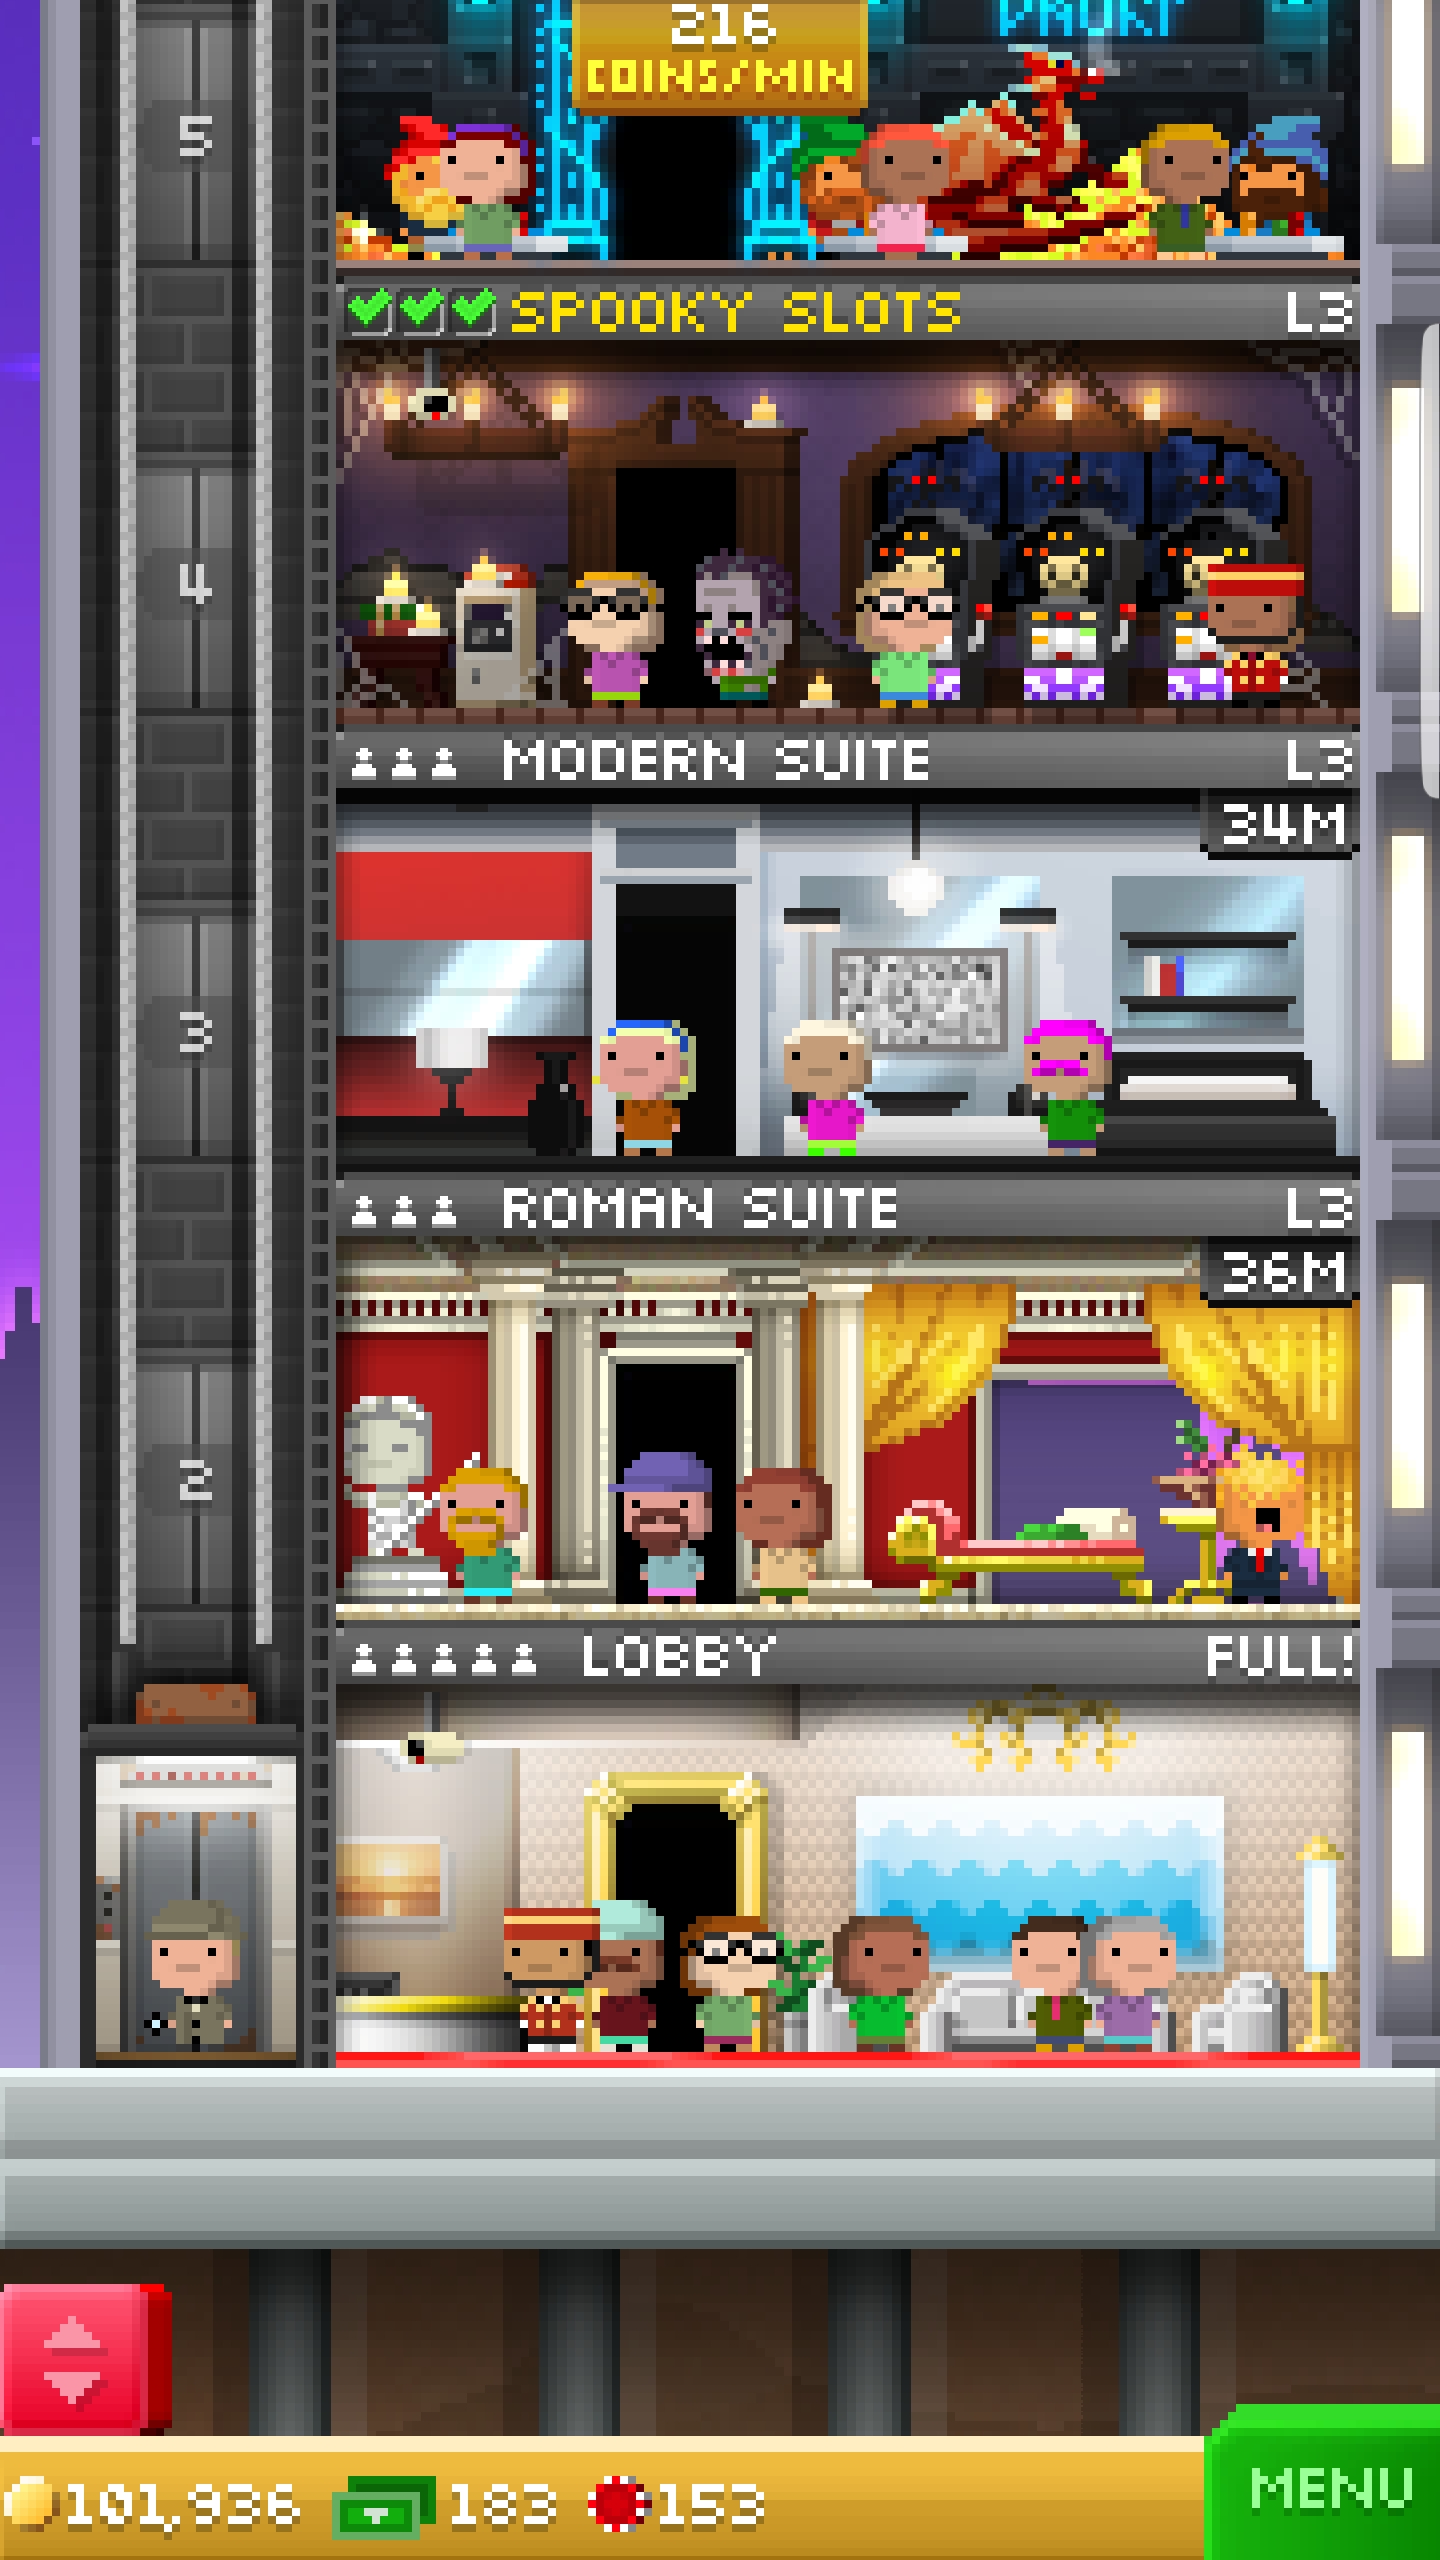 216
COINS/MIN
5
SPOOKY SLOTS L3
4
MODERN SUITE L3
34M
3
ROMAN SUITE L3
36M
2
LOBBY FULL!
MENU
101,936 183 153